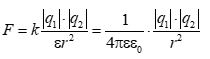 F = k |q₁|·|q₂| / εr² = 1 / 4πεε₀ · |q₁|·|q₂| / r²